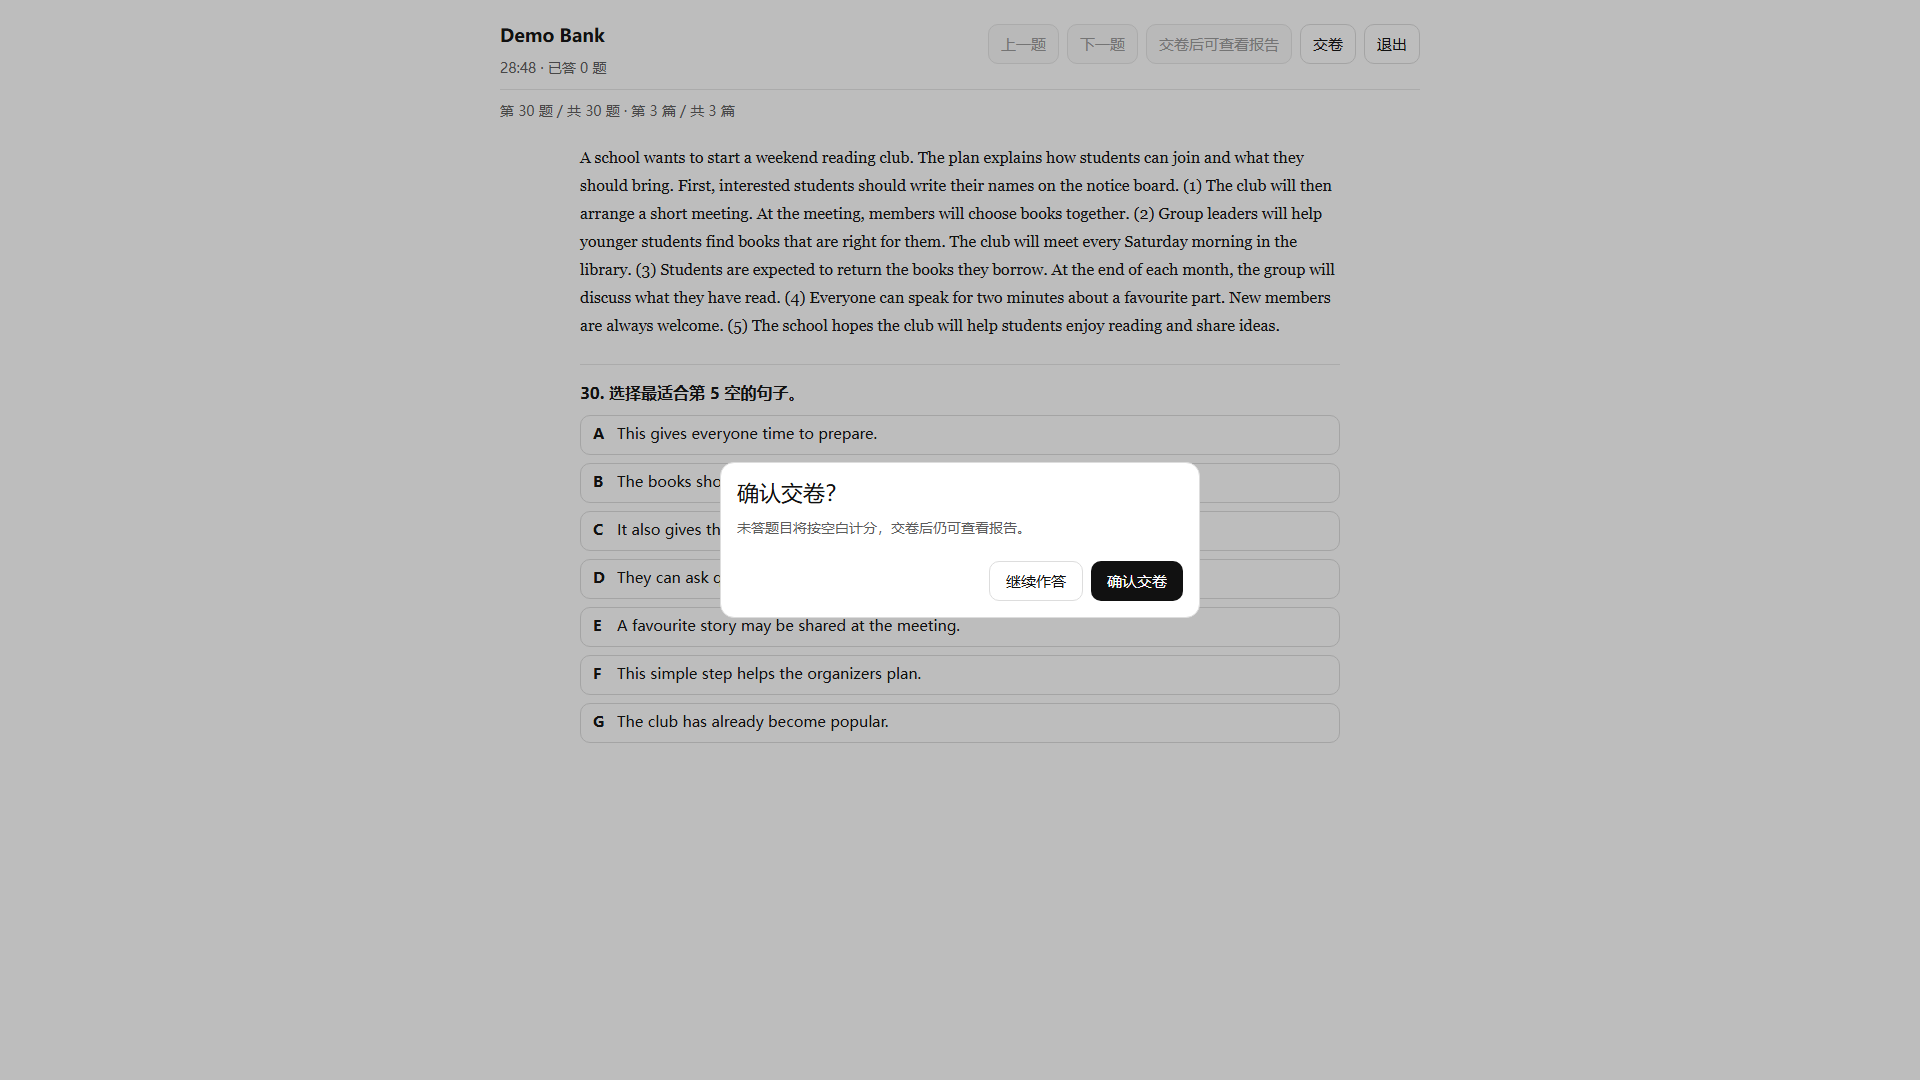 Demo Bank
28:48 · 已答 0 题
上一题
下一题
交卷后可查看报告
交卷
退出
第 30 题 / 共 30 题 · 第 3 篇 / 共 3 篇
A school wants to start a weekend reading club. The plan explains how students can join and what they
should bring. First, interested students should write their names on the notice board. (1) The club will then
arrange a short meeting. At the meeting, members will choose books together. (2) Group leaders will help
younger students find books that are right for them. The club will meet every Saturday morning in the
library. (3) Students are expected to return the books they borrow. At the end of each month, the group will
discuss what they have read. (4) Everyone can speak for two minutes about a favourite part. New members
are always welcome. (5) The school hopes the club will help students enjoy reading and share ideas.
30. 选择最适合第 5 空的句子。
A This gives everyone time to prepare.
B The books sho
C It also gives th
D They can ask
确认交卷？
未答题目将按空白计分，交卷后仍可查看报告。
继续作答
确认交卷
E A favourite story may be shared at the meeting.
F This simple step helps the organizers plan.
G The club has already become popular.